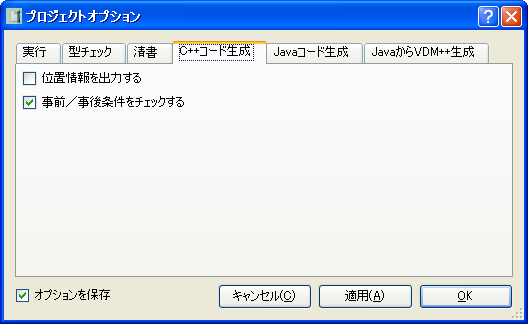 プロジェクトオプション
実行 型チェック 清書 C++コード生成 Javaコード生成 JavaからVDM++生成
位置情報を出力する
事前／事後条件をチェックする
オプションを保存 キャンセル(C) 適用(A) OK